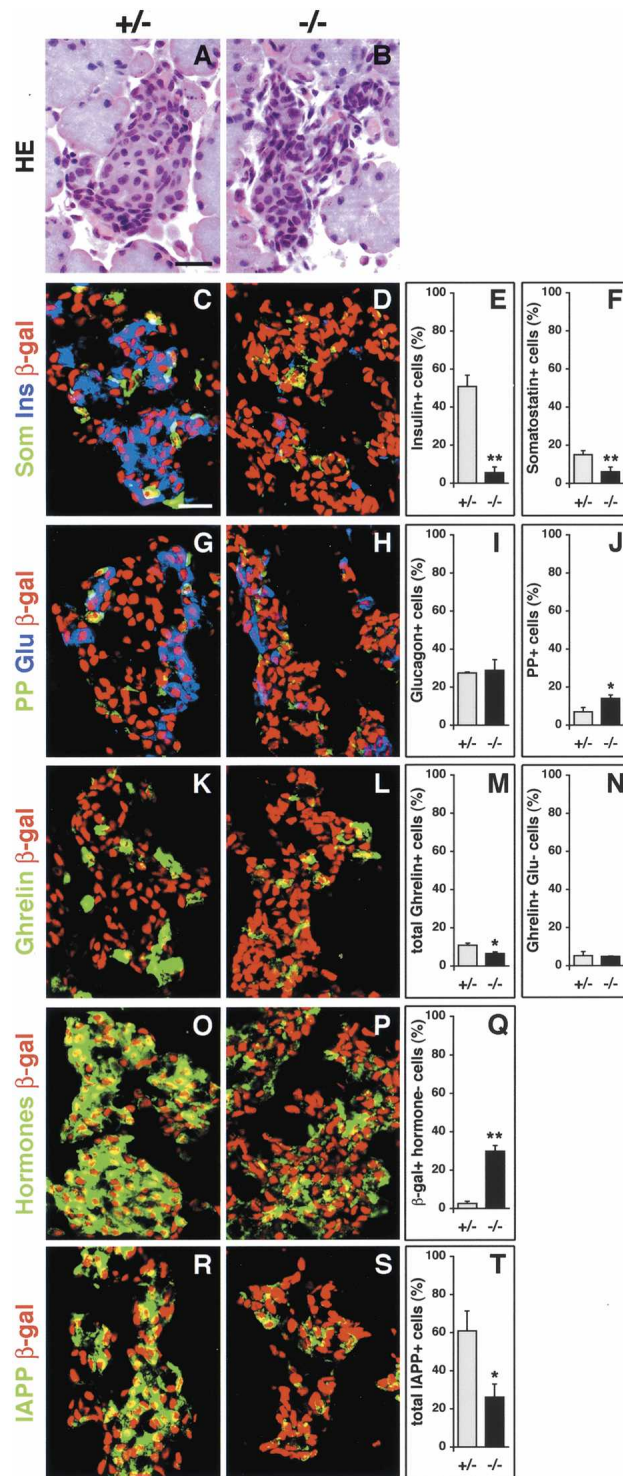 +/- -/-
HE
A
B
Som Ins β-gal
C
D
E
Insulin+ cells (%)
100
80
60
40
20
0
**
+/- -/-
F
Somatostatin+ cells (%)
100
80
60
40
20
0
**
+/- -/-
PP Glu β-gal
G
H
I
Glucagon+ cells (%)
100
80
60
40
20
0
+/- -/-
J
PP+ cells (%)
100
80
60
40
20
0
*
+/- -/-
Ghrelin β-gal
K
L
M
total Ghrelin+ cells (%)
100
80
60
40
20
0
*
+/- -/-
N
Ghrelin+ Glu- cells (%)
100
80
60
40
20
0
+/- -/-
Hormones β-gal
O
P
Q
β-gal+ hormone- cells (%)
100
80
60
40
20
0
**
+/- -/-
IAPP β-gal
R
S
T
total IAPP+ cells (%)
100
80
60
40
20
0
*
+/- -/-